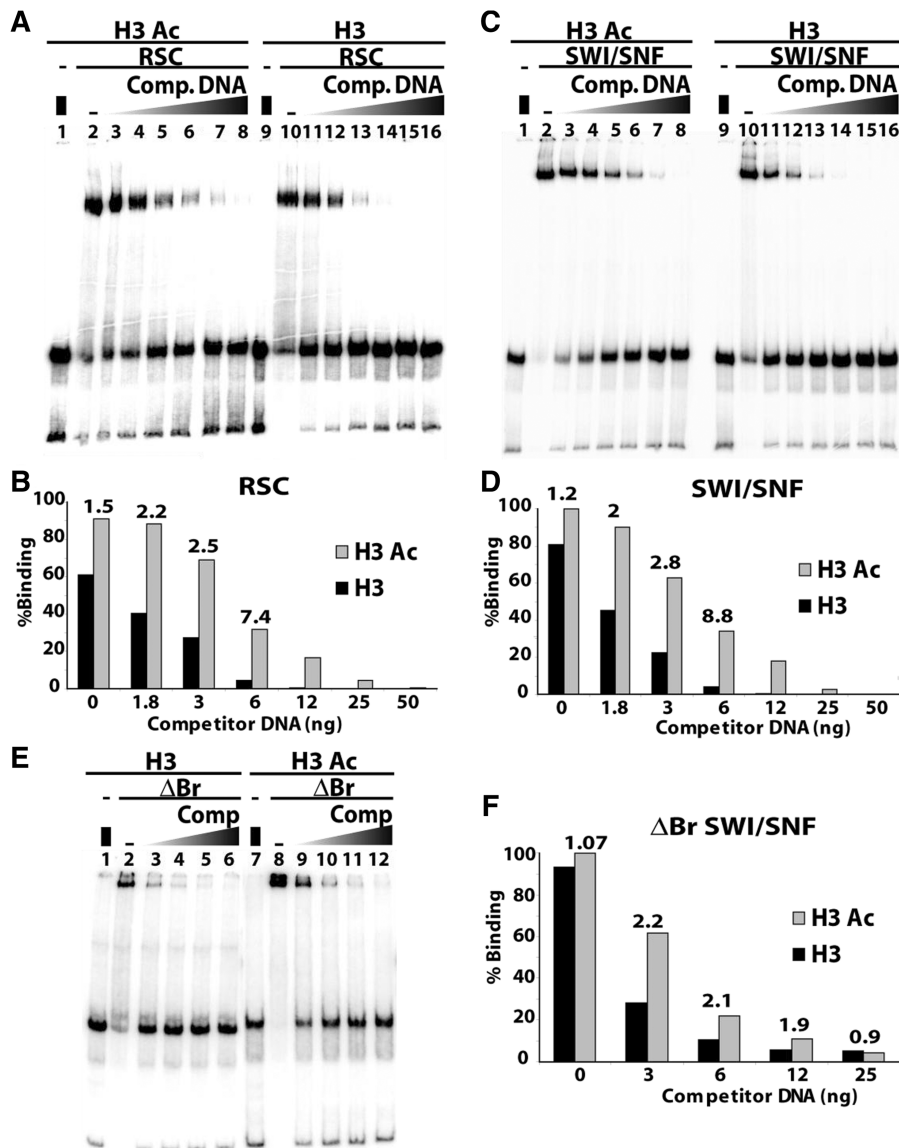 A
H3 Ac
H3
RSC
RSC
- Comp. DNA
- Comp. DNA
-
-
1 2 3 4 5 6 7 8 9 10 11 12 13 14 15 16
C
H3 Ac
H3
SWI/SNF
SWI/SNF
- Comp. DNA
- Comp. DNA
-
-
1 2 3 4 5 6 7 8 9 10 11 12 13 14 15 16
B
RSC
%Binding
100
80
60
40
20
0
1.5
2.2
2.5
7.4
H3 Ac
H3
0 1.8 3 6 12 25 50
Competitor DNA (ng)
D
SWI/SNF
%Binding
100
80
60
40
20
0
1.2
2
2.8
8.8
H3 Ac
H3
0 1.8 3 6 12 25 50
Competitor DNA (ng)
E
H3
H3 Ac
ΔBr
ΔBr
- Comp
- Comp
-
-
1 2 3 4 5 6 7 8 9 10 11 12
F
ΔBr SWI/SNF
% Binding
100
80
60
40
20
0
1.07
2.2
2.1
1.9
0.9
H3 Ac
H3
0 3 6 12 25
Competitor DNA (ng)